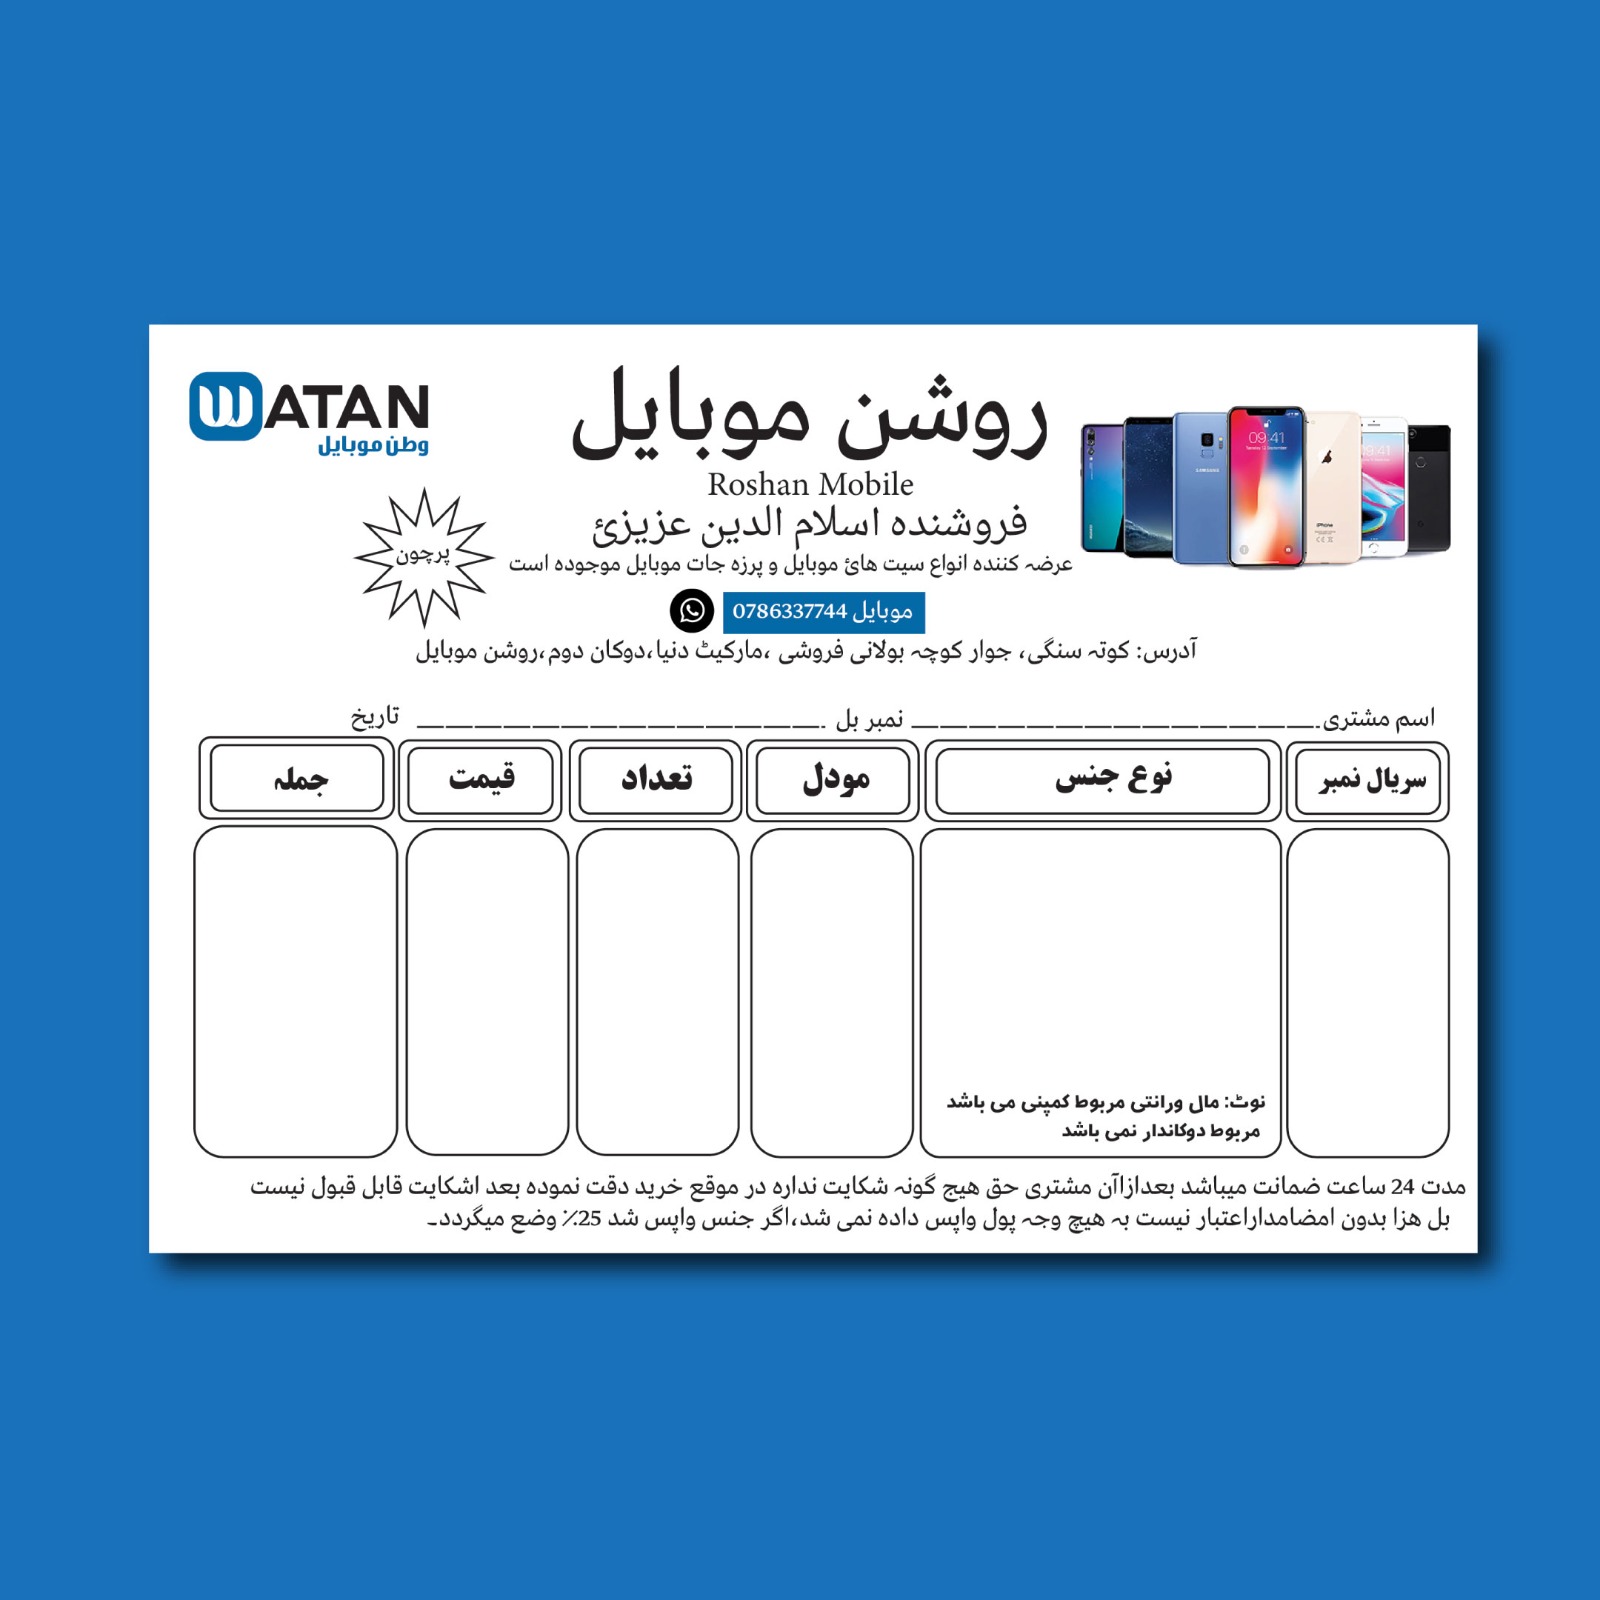 WATAN
وطن موبایل
روشن موبایل
Roshan Mobile
فروشنده اسلام الدین عزیزئ
پرچون
عرضہ کننده انواع سیت هائ موبایل و پرزه جات موبایل موجوده است
موبایل 0786337744
آدرس: کوتہ سنگی، جوار کوچہ بولانی فروشی ،مارکیٹ دنیا،دوکان دوم،روشن موبایل
اسم مشتری ـــــــــــ نمبر بل ـــــــــــ تاریخ
سریال نمبر
نوع جنس
مودل
تعداد
قیمت
جملہ
نوٹ: مال ورانتی مربوط کمپنی می باشد
مربوط دوکاندار نمی باشد
مدت 24 ساعت ضمانت میباشد بعدازاآن مشتری حق هیچ گونہ شکایت نداره در موقع خرید دقت نموده بعد اشکایت قابل قبول نیست
بل هزا بدون امضامداراعتبار نیست بہ هیچ وجہ پول واپس داده نمی شد،اگر جنس واپس شد 25٪ وضع میگردد۔